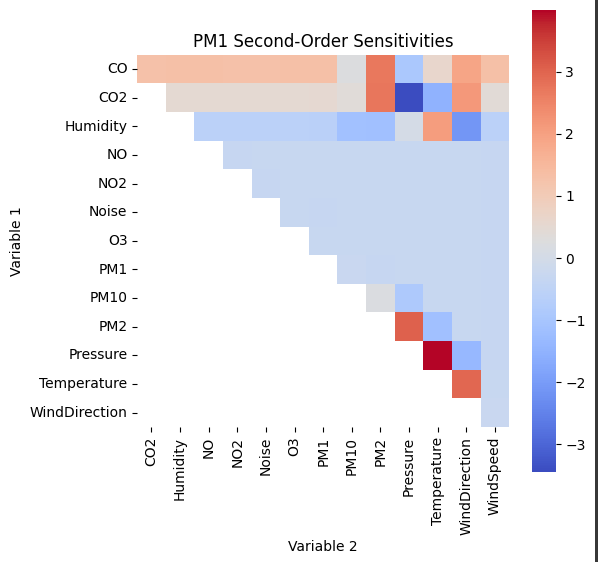 PM1 Second-Order Sensitivities
CO
CO2
Humidity
NO
NO2
Noise
O3
PM1
PM10
PM2
Pressure
Temperature
WindDirection
Variable 1
CO2
Humidity
NO
NO2
Noise
O3
PM1
PM10
PM2
Pressure
Temperature
WindDirection
WindSpeed
Variable 2
3
2
1
0
−1
−2
−3